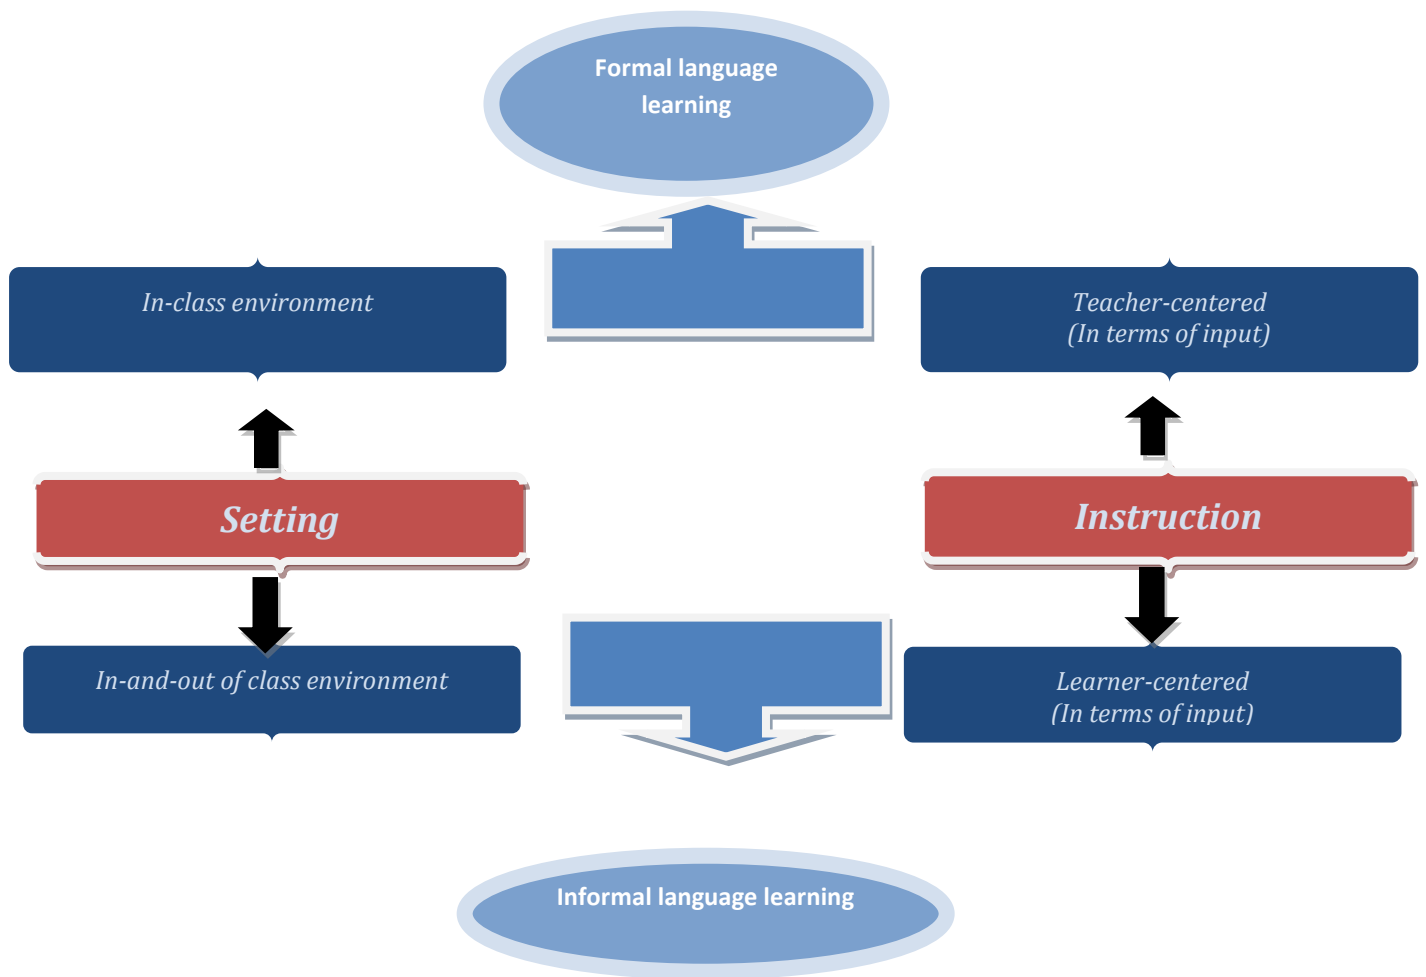 Formal language
learning
In-class environment
Teacher-centered
(In terms of input)
Setting
Instruction
In-and-out of class environment
Learner-centered
(In terms of input)
Informal language learning